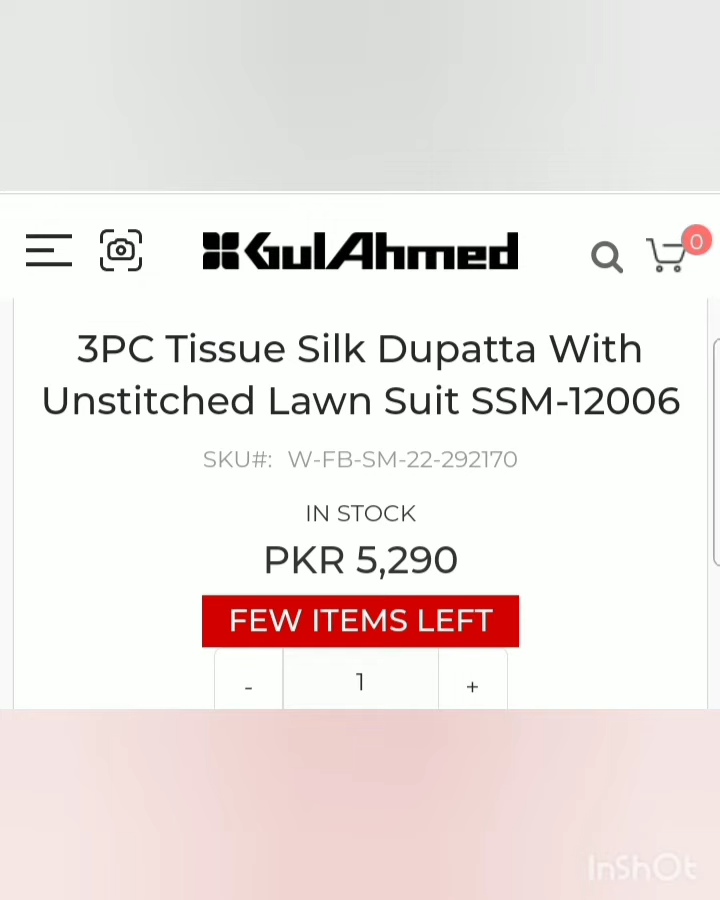 GulAhmed
0
3PC Tissue Silk Dupatta With
Unstitched Lawn Suit SSM-12006
SKU#: W-FB-SM-22-292170
IN STOCK
PKR 5,290
FEW ITEMS LEFT
- 1 +
InShOt